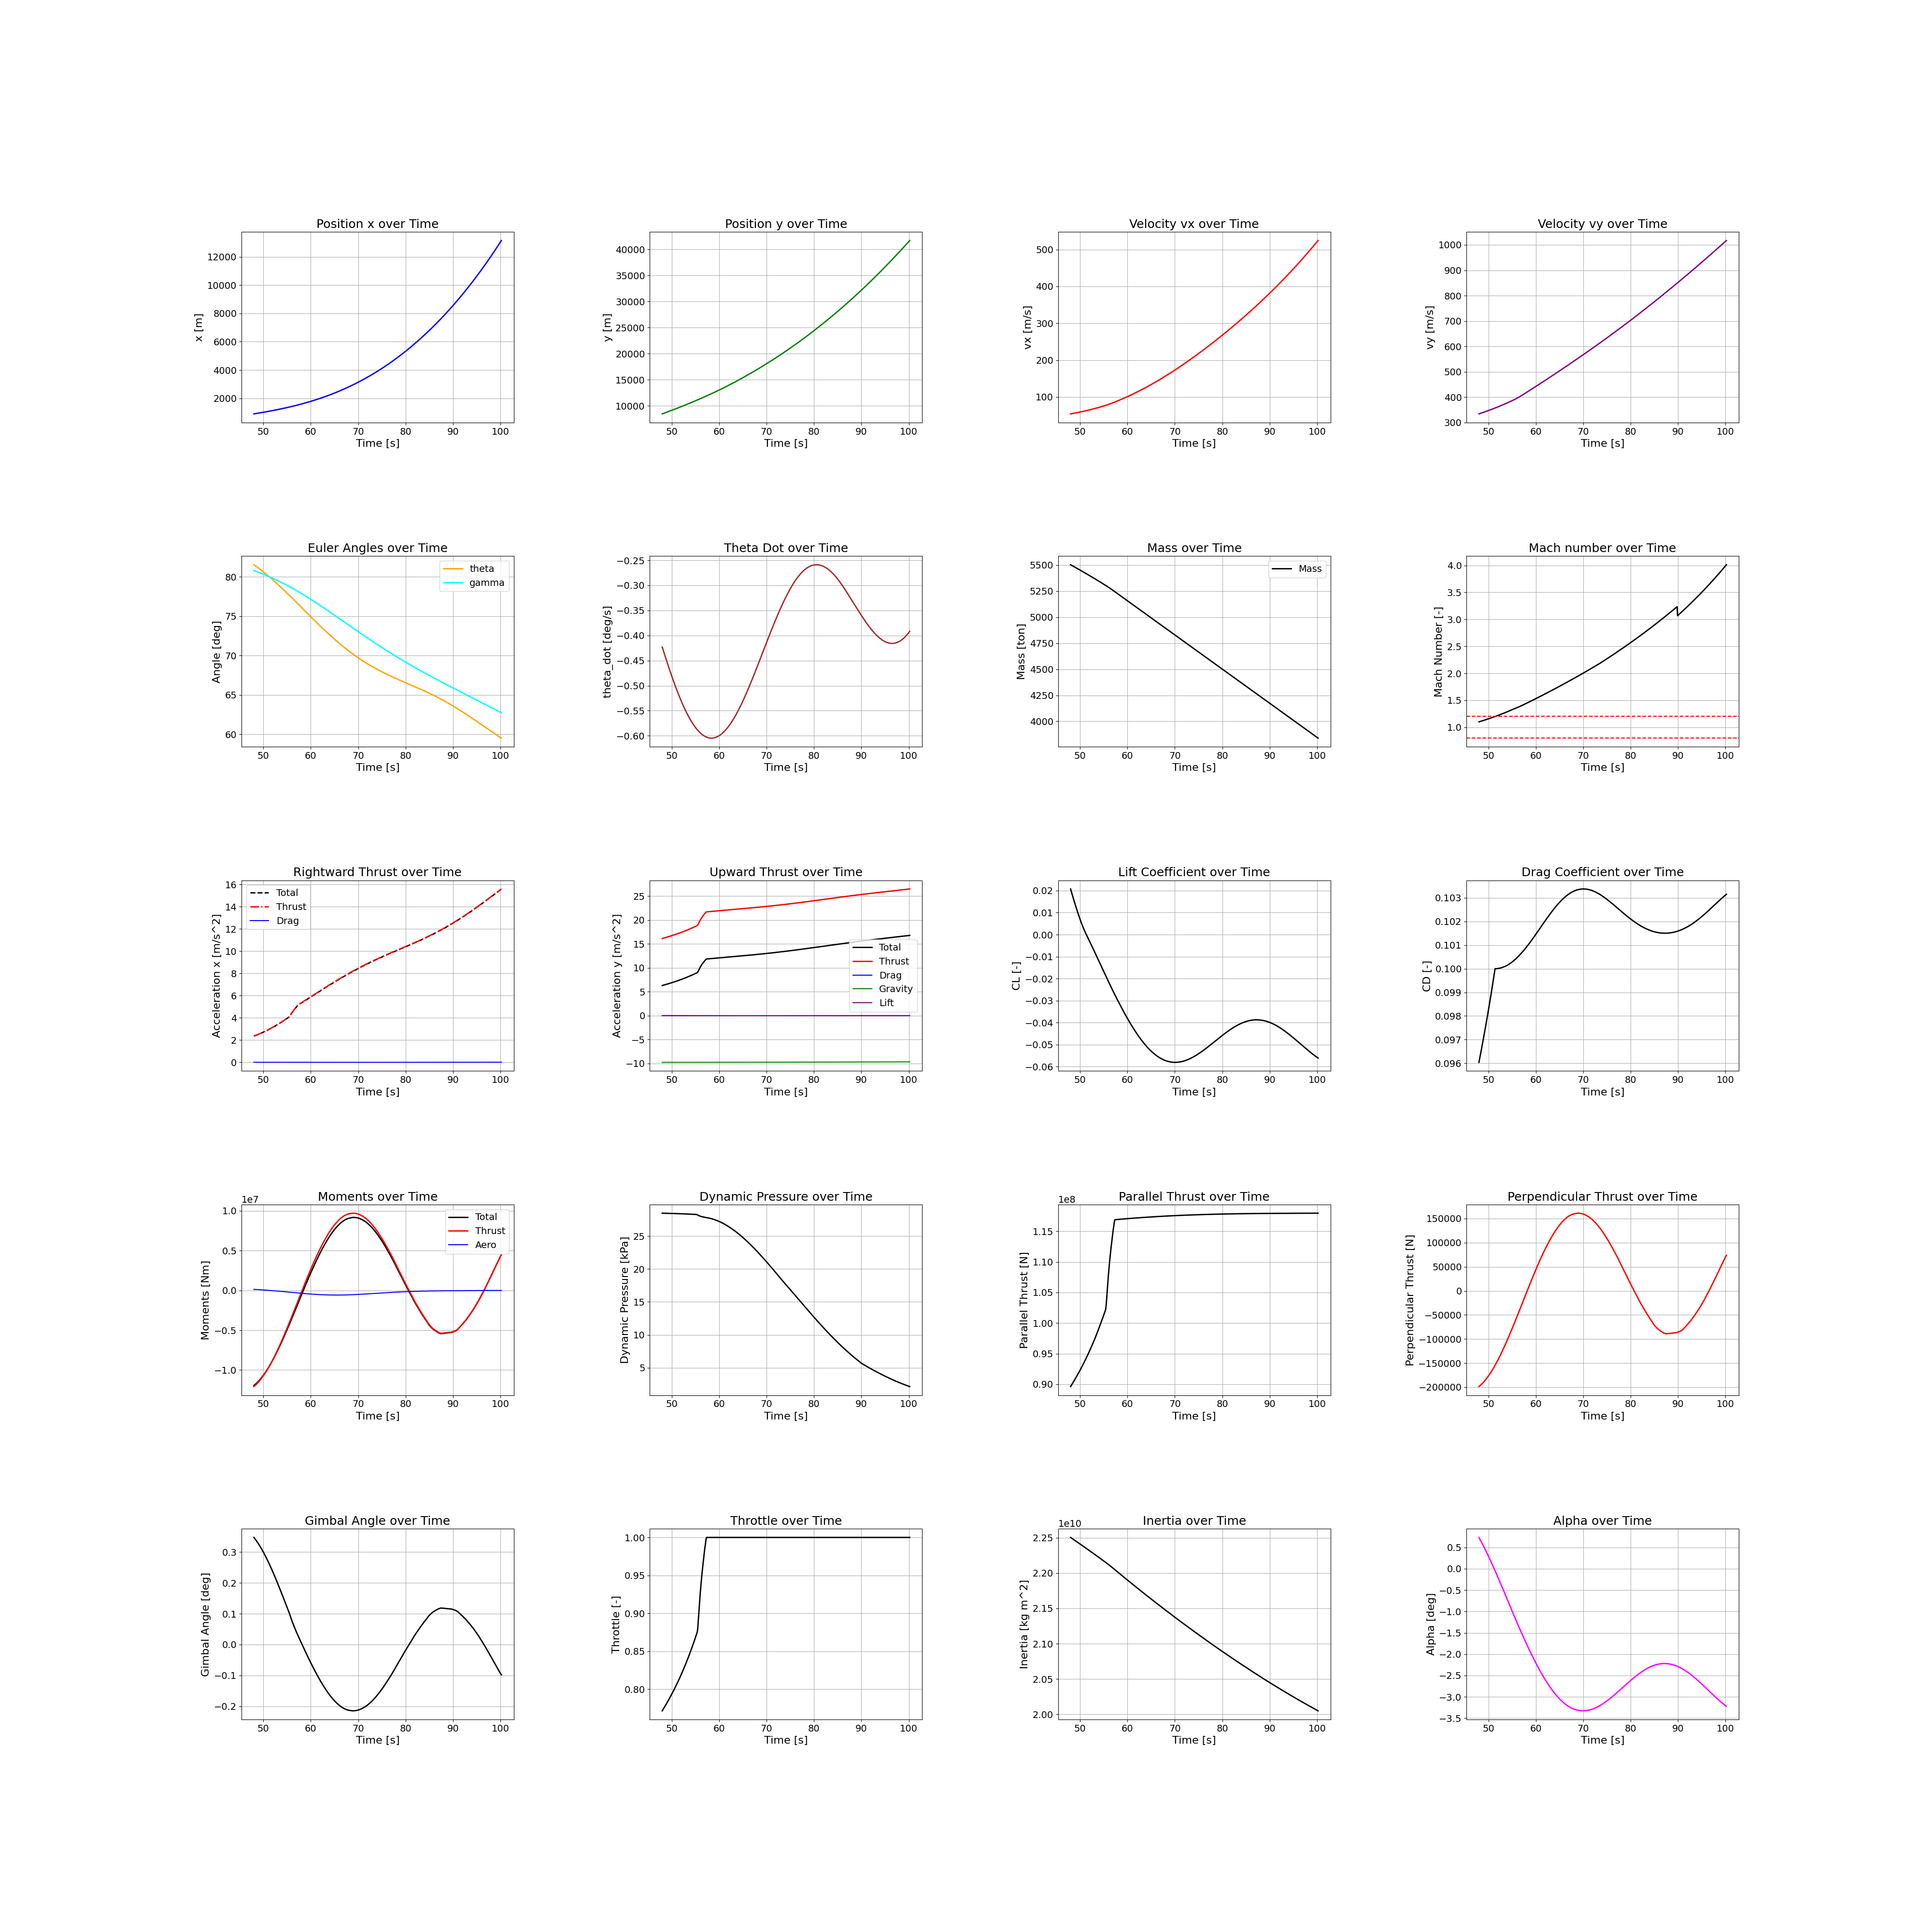 Position x over Time
x [m]
12000
10000
8000
6000
4000
2000
50 60 70 80 90 100
Time [s]
Position y over Time
y [m]
40000
35000
30000
25000
20000
15000
10000
50 60 70 80 90 100
Time [s]
Velocity vx over Time
vx [m/s]
500
400
300
200
100
50 60 70 80 90 100
Time [s]
Velocity vy over Time
vy [m/s]
1000
900
800
700
600
500
400
300
50 60 70 80 90 100
Time [s]
Euler Angles over Time
Angle [deg]
80
75
70
65
60
theta
gamma
50 60 70 80 90 100
Time [s]
Theta Dot over Time
theta_dot [deg/s]
−0.25
−0.30
−0.35
−0.40
−0.45
−0.50
−0.55
−0.60
50 60 70 80 90 100
Time [s]
Mass over Time
Mass [ton]
5500
5250
5000
4750
4500
4250
4000
Mass
50 60 70 80 90 100
Time [s]
Mach number over Time
Mach Number [-]
4.0
3.5
3.0
2.5
2.0
1.5
1.0
50 60 70 80 90 100
Time [s]
Rightward Thrust over Time
Acceleration x [m/s^2]
16
14
12
10
8
6
4
2
0
Total
Thrust
Drag
50 60 70 80 90 100
Time [s]
Upward Thrust over Time
Acceleration y [m/s^2]
25
20
15
10
5
0
−5
−10
Total
Thrust
Drag
Gravity
Lift
50 60 70 80 90 100
Time [s]
Lift Coefficient over Time
CL [-]
0.02
0.01
0.00
−0.01
−0.02
−0.03
−0.04
−0.05
−0.06
50 60 70 80 90 100
Time [s]
Drag Coefficient over Time
CD [-]
0.103
0.102
0.101
0.100
0.099
0.098
0.097
0.096
50 60 70 80 90 100
Time [s]
Moments over Time
1e7
Moments [Nm]
1.0
0.5
0.0
−0.5
−1.0
Total
Thrust
Aero
50 60 70 80 90 100
Time [s]
Dynamic Pressure over Time
Dynamic Pressure [kPa]
25
20
15
10
5
50 60 70 80 90 100
Time [s]
Parallel Thrust over Time
1e8
Parallel Thrust [N]
1.15
1.10
1.05
1.00
0.95
0.90
50 60 70 80 90 100
Time [s]
Perpendicular Thrust over Time
Perpendicular Thrust [N]
150000
100000
50000
0
−50000
−100000
−150000
−200000
50 60 70 80 90 100
Time [s]
Gimbal Angle over Time
Gimbal Angle [deg]
0.3
0.2
0.1
0.0
−0.1
−0.2
50 60 70 80 90 100
Time [s]
Throttle over Time
Throttle [-]
1.00
0.95
0.90
0.85
0.80
50 60 70 80 90 100
Time [s]
Inertia over Time
1e10
Inertia [kg m^2]
2.25
2.20
2.15
2.10
2.05
2.00
50 60 70 80 90 100
Time [s]
Alpha over Time
Alpha [deg]
0.5
0.0
−0.5
−1.0
−1.5
−2.0
−2.5
−3.0
−3.5
50 60 70 80 90 100
Time [s]